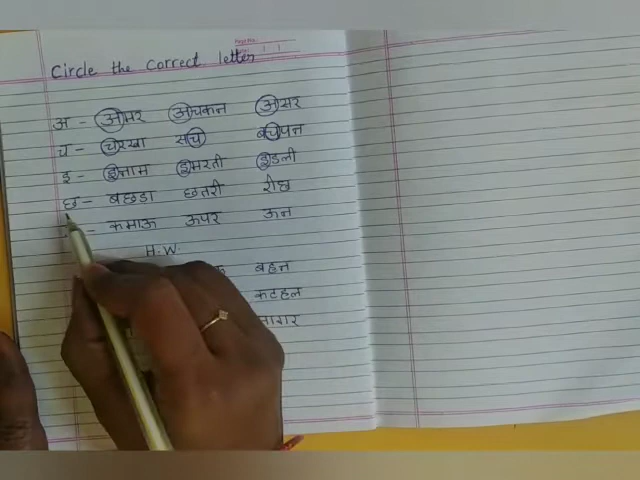 Circle the correct letter
अ - अमर अचकन असर
च - चरखा सच बचपन
इ - इनाम इमरती इडली
छ - बछडा छतरी रीछ
- कमाऊ ऊपर ऊन
H.W.
बहन
कटहल